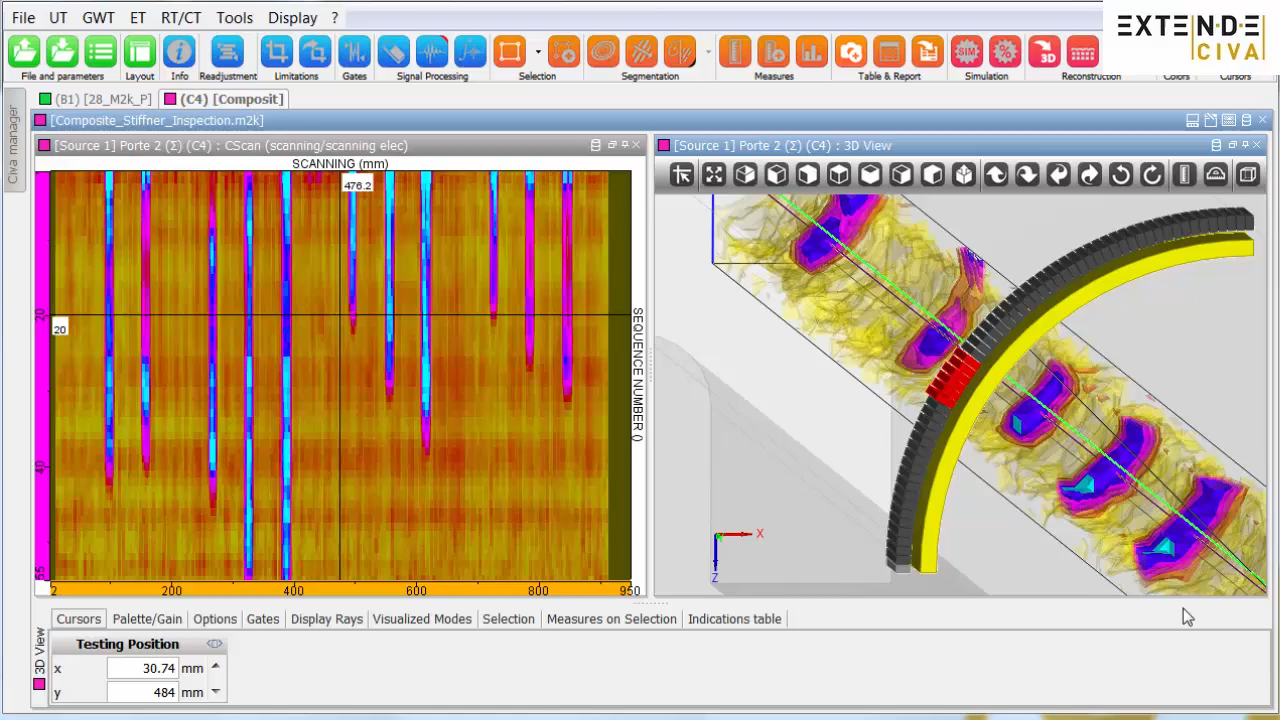 File UT GWT ET RT/CT Tools Display ?
EXTENDE
CIVA
SIM % 3D
File and parameters Layout Info Readjustment Limitations Gates Signal Processing Selection Segmentation Measures Table & Report Simulation Reconstruction Colors Cursors
(B1) [28_M2k_P] (C4) [Composit]
Civa manager
[Composite_Stiffner_Inspection.m2k]
[Source 1] Porte 2 (Σ) (C4) : CScan (scanning/scanning elec)
[Source 1] Porte 2 (Σ) (C4) : 3D View
SCANNING (mm)
476.2
20
20
40
55
SEQUENCE NUMBER ()
2 200 400 600 800 950
X
Z
Cursors Palette/Gain Options Gates Display Rays Visualized Modes Selection Measures on Selection Indications table
3D View
Testing Position
x 30.74 mm
y 484 mm